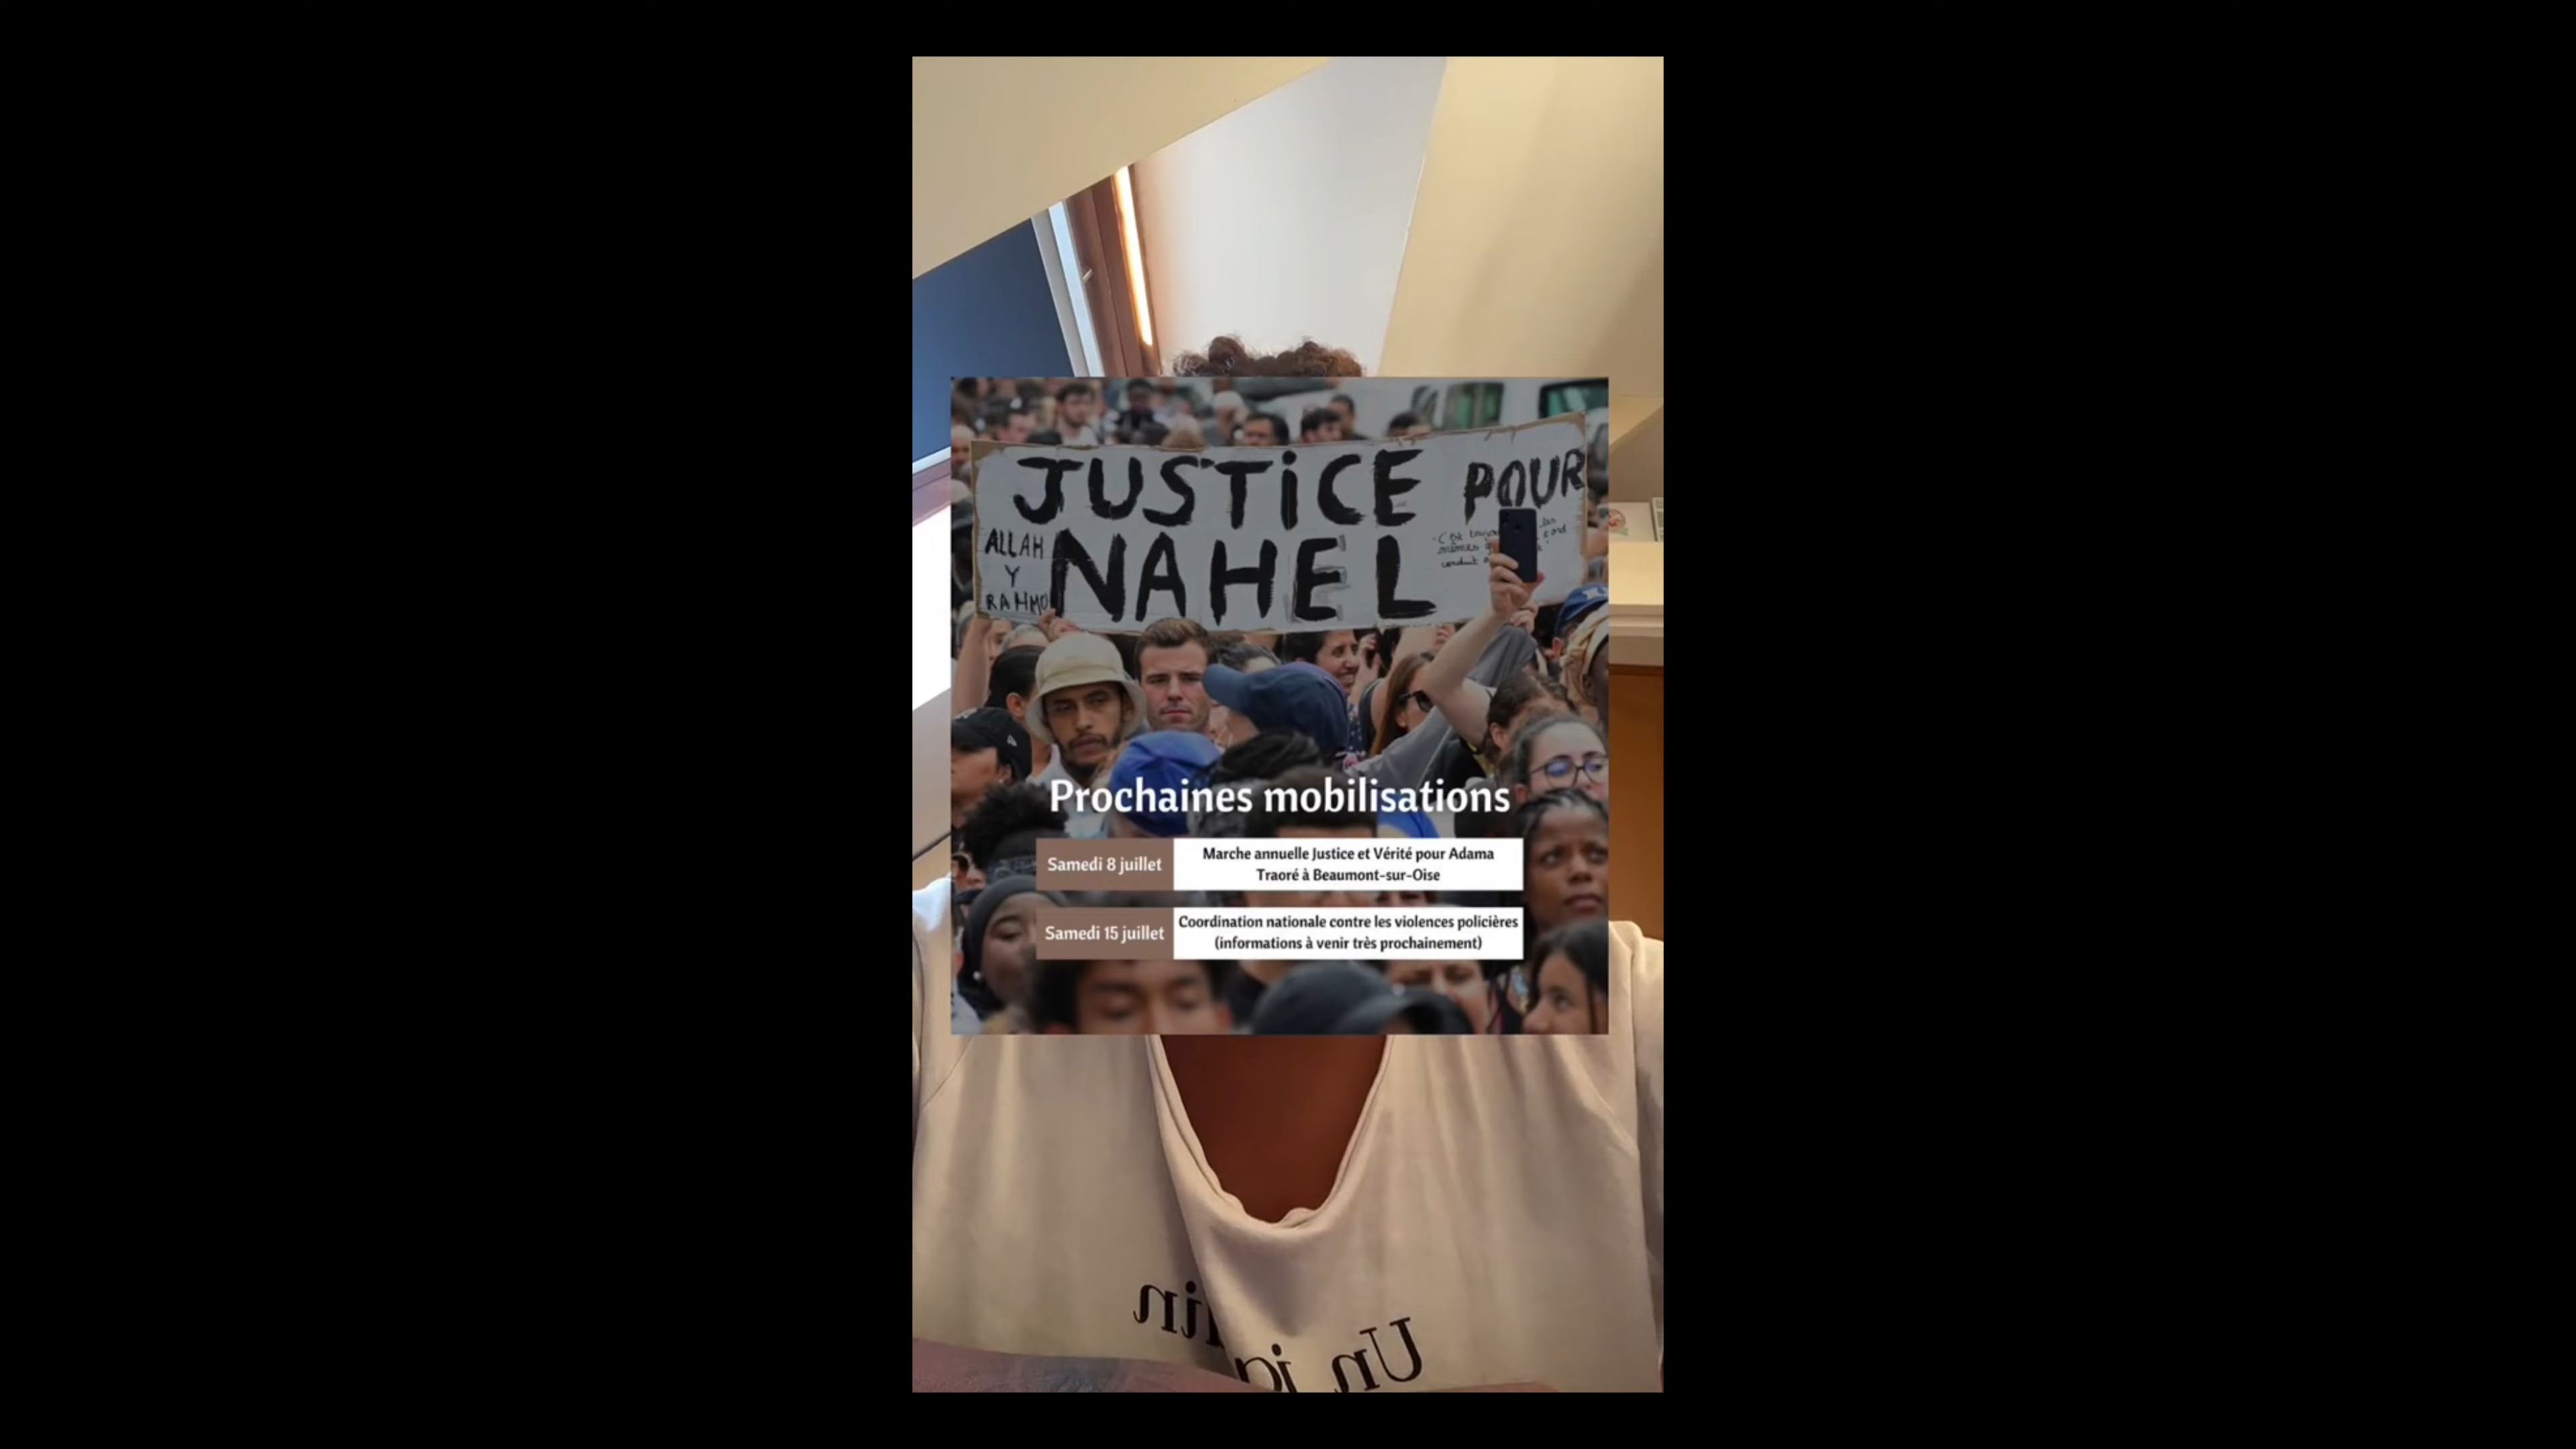 JUSTiCE POUR
NAHEL
ALLAH
Y
RAHMO
Prochaines mobilisations
Samedi 8 juillet
Marche annuelle Justice et Vérité pour Adama
Traoré à Beaumont-sur-Oise
Samedi 15 juillet
Coordination nationale contre les violences policières
(informations à venir très prochainement)
Un